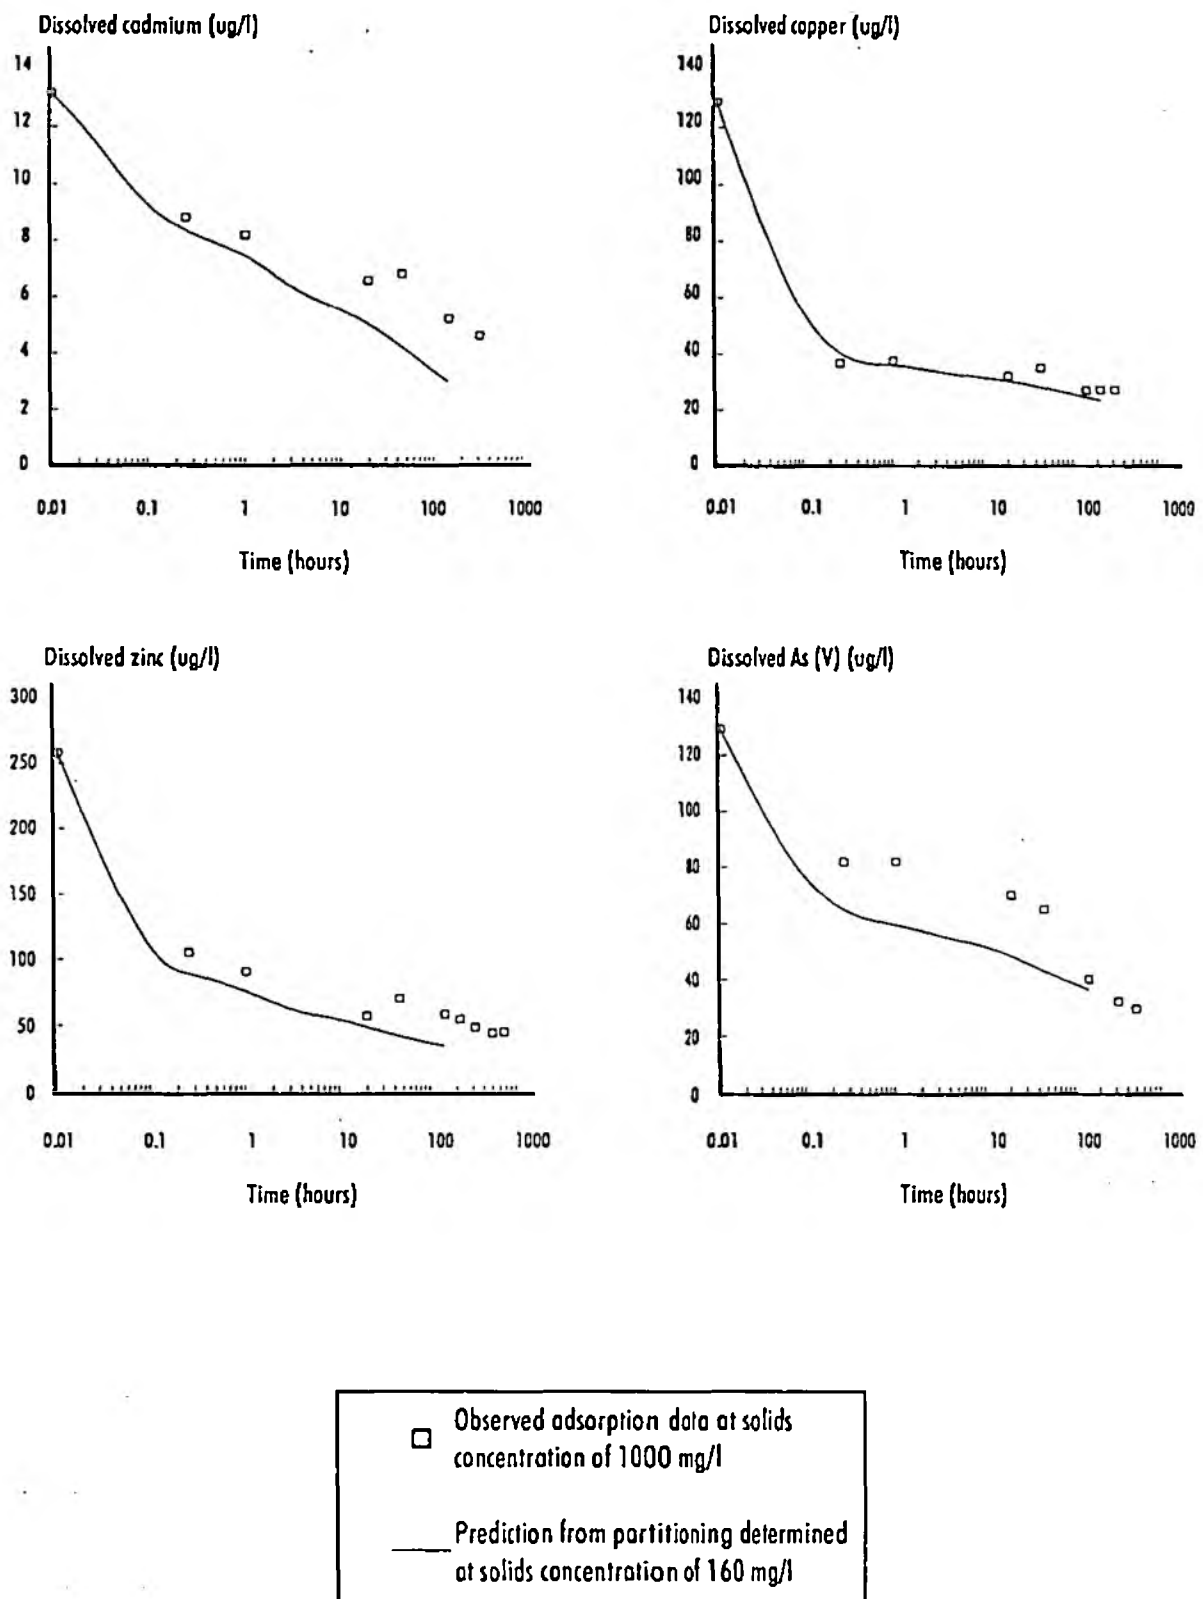 Dissolved cadmium (ug/l)
14
12
10
8
6
4
2
0
0.01 0.1 1 10 100 1000
Time (hours)
Dissolved copper (ug/l)
140
120
100
80
60
40
20
0
0.01 0.1 1 10 100 1000
Time (hours)
Dissolved zinc (ug/l)
300
250
200
150
100
50
0
0.01 0.1 1 10 100 1000
Time (hours)
Dissolved As (V) (ug/l)
140
120
100
80
60
40
20
0
0.01 0.1 1 10 100 1000
Time (hours)
Observed adsorption data at solids
concentration of 1000 mg/l
Prediction from partitioning determined
at solids concentration of 160 mg/l